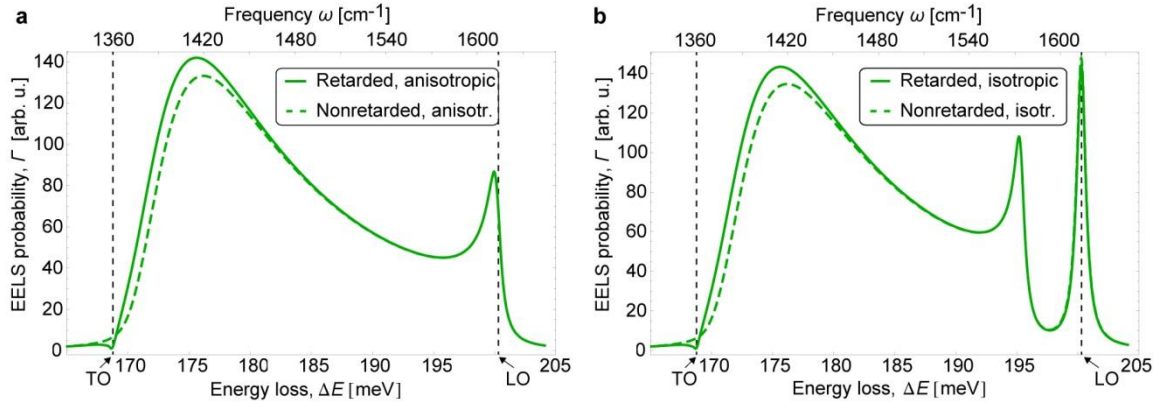 a
Frequency ω [cm⁻¹]
1360 1420 1480 1540 1610
EELS probability, Γ [arb. u.]
140
120
100
80
60
40
20
0
Retarded, anisotropic
Nonretarded, anisotr.
170 175 180 185 190 195 205
TO
LO
Energy loss, ΔE [meV]
b
Frequency ω [cm⁻¹]
1360 1420 1480 1540 1610
EELS probability, Γ [arb. u.]
140
120
100
80
60
40
20
0
Retarded, isotropic
Nonretarded, isotr.
170 175 180 185 190 195 205
TO
LO
Energy loss, ΔE [meV]